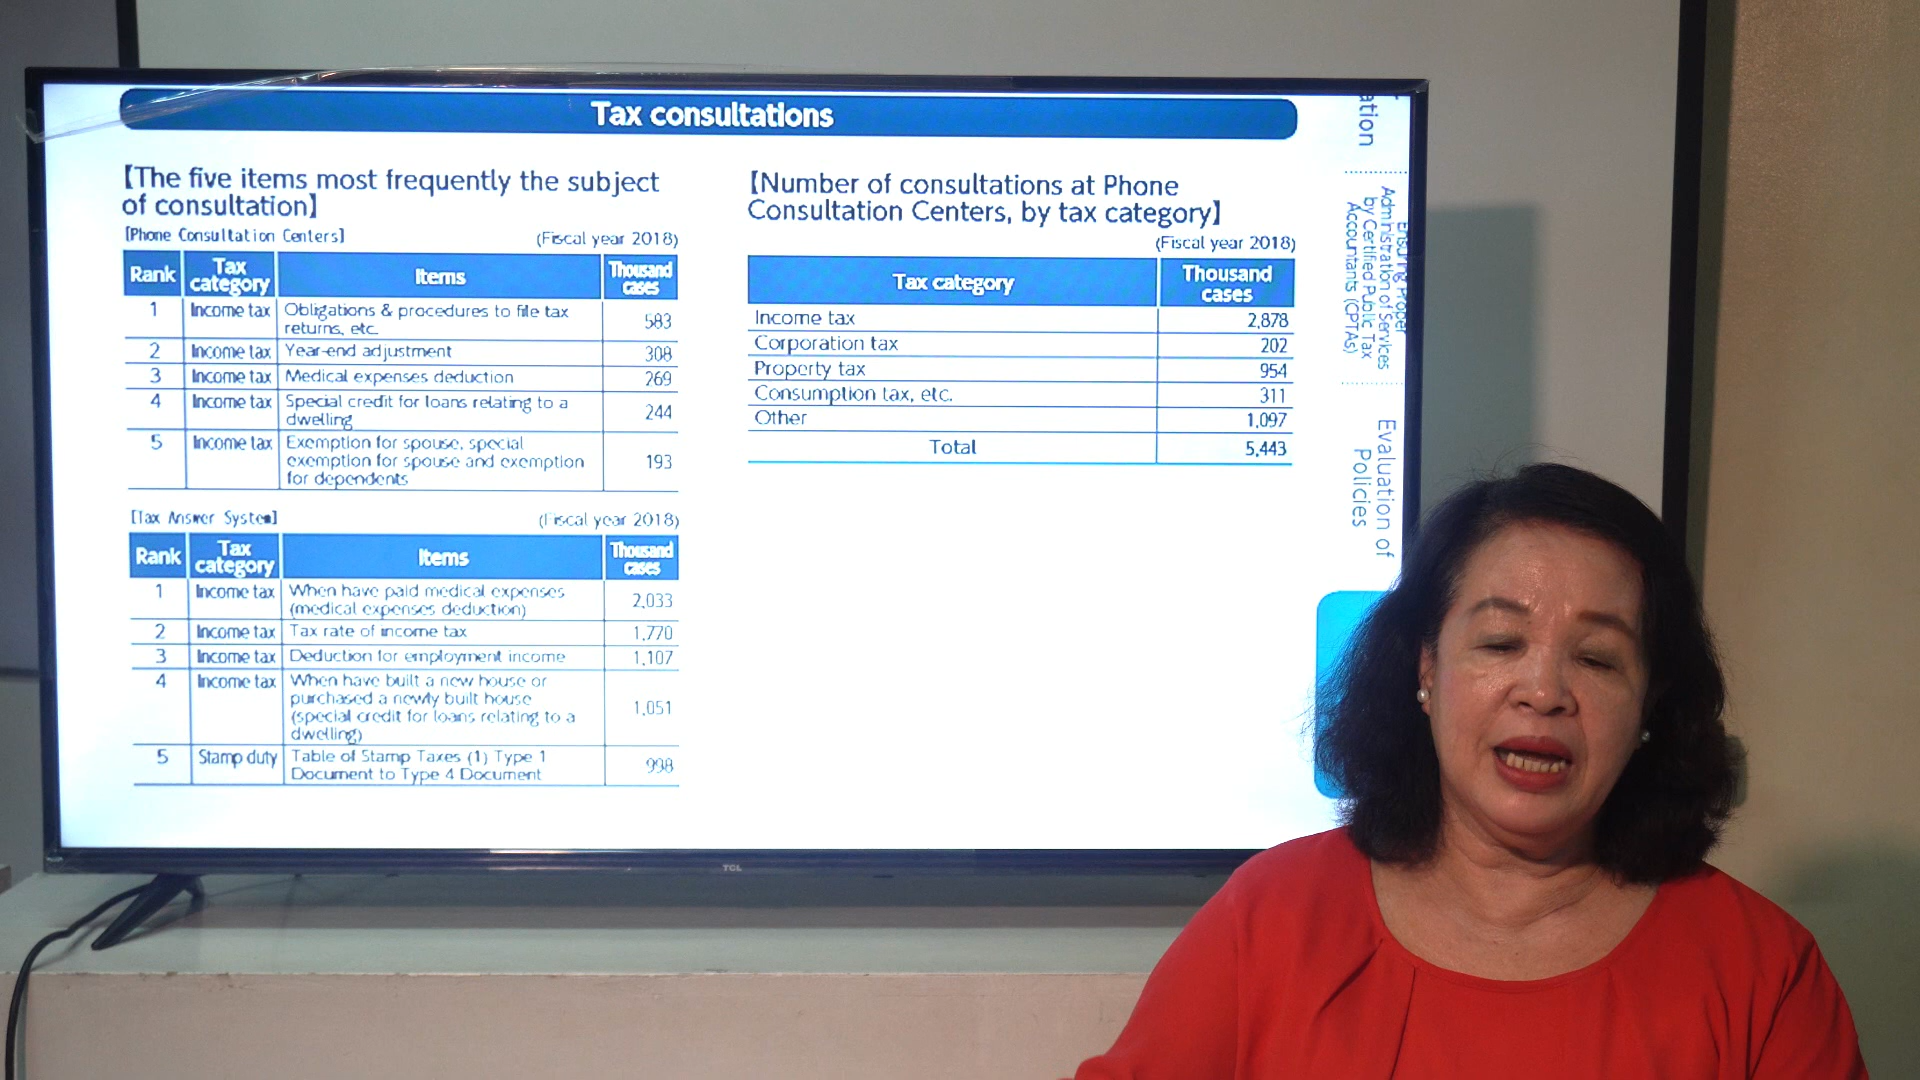 Tax consultations
【The five items most frequently the subject
of consultation】
[Phone Consultation Centers]
(Fiscal year 2018)
Rank
Tax
category
Items
Thousand
cases
1
Income tax
Obligations & procedures to file tax
returns, etc.
583
2
Income tax
Year-end adjustment
308
3
Income tax
Medical expenses deduction
269
4
Income tax
Special credit for loans relating to a
dwelling
244
5
Income tax
Exemption for spouse, special
exemption for spouse and exemption
for dependents
193
[Tax Answer System]
(Fiscal year 2018)
Rank
Tax
category
Items
Thousand
cases
1
Income tax
When have paid medical expenses
(medical expenses deduction)
2,033
2
Income tax
Tax rate of income tax
1,770
3
Income tax
Deduction for employment income
1,107
4
Income tax
When have built a new house or
purchased a newly built house
(special credit for loans relating to a
dwelling)
1,051
5
Stamp duty
Table of Stamp Taxes (1) Type 1
Document to Type 4 Document
998
【Number of consultations at Phone
Consultation Centers, by tax category】
(Fiscal year 2018)
Tax category
Thousand
cases
Income tax
2,878
Corporation tax
202
Property tax
954
Consumption tax, etc.
311
Other
1,097
Total
5,443
ation
Ensuring Proper
Administration of Services
by Certified Public Tax
Accountants (CPTAs)
Evaluation of
Policies
TCL